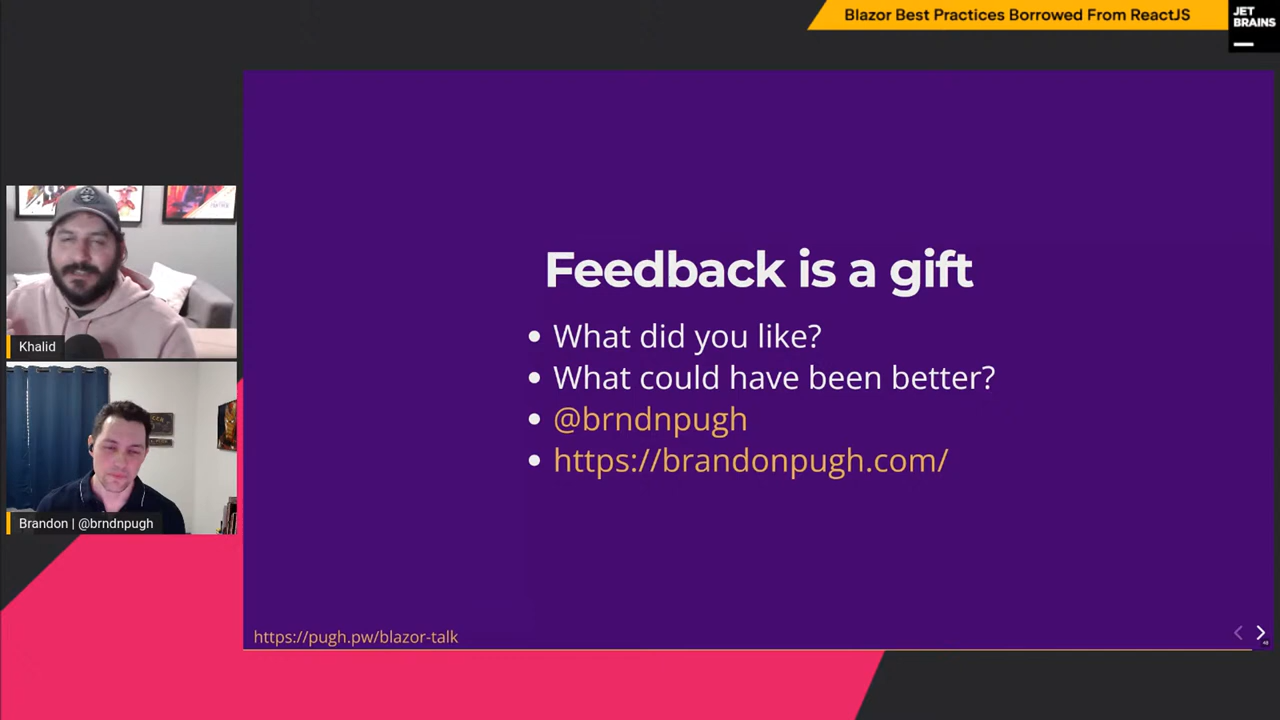 Blazor Best Practices Borrowed From ReactJS
JET
BRAINS
Feedback is a gift
What did you like?
What could have been better?
@brndnpugh
https://brandonpugh.com/
Khalid
Brandon | @brndnpugh
https://pugh.pw/blazor-talk